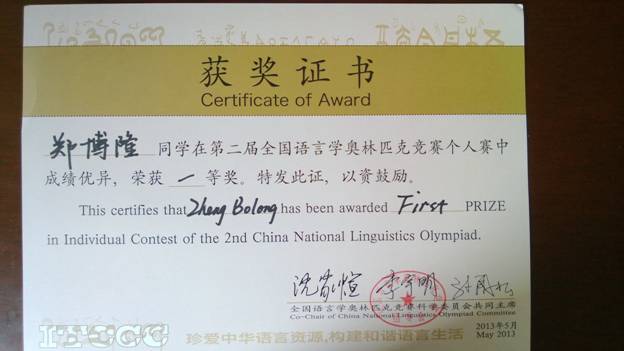 获奖证书
Certificate of Award
郑博隆 同学在第二届全国语言学奥林匹克竞赛个人赛中
成绩优异，荣获 一 等奖。特发此证，以资鼓励。
This certifies that Zheng Bolong has been awarded First PRIZE
in Individual Contest of the 2nd China National Linguistics Olympiad.
李宇明
全国语言学奥林匹克竞赛科学委员会共同主席
Co-Chair of China National Linguistics Olympiad Committee
2013年5月
May 2013
珍爱中华语言资源，构建和谐语言生活